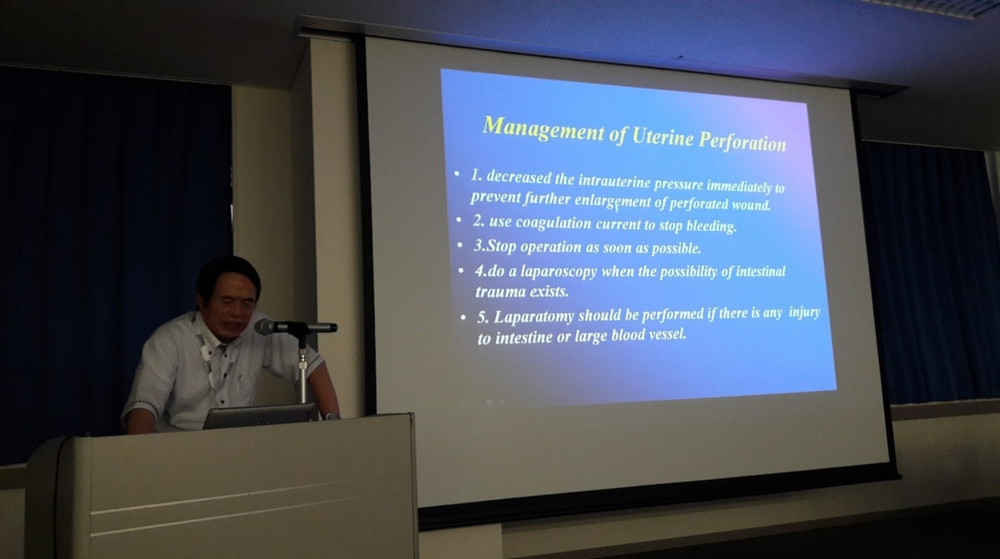 Management of Uterine Perforation
• 1. decreased the intrauterine pressure immediately to
prevent further enlargement of perforated wound.
• 2. use coagulation current to stop bleeding.
• 3.Stop operation as soon as possible.
• 4.do a laparoscopy when the possibility of intestinal
trauma exists.
• 5. Laparatomy should be performed if there is any injury
to intestine or large blood vessel.